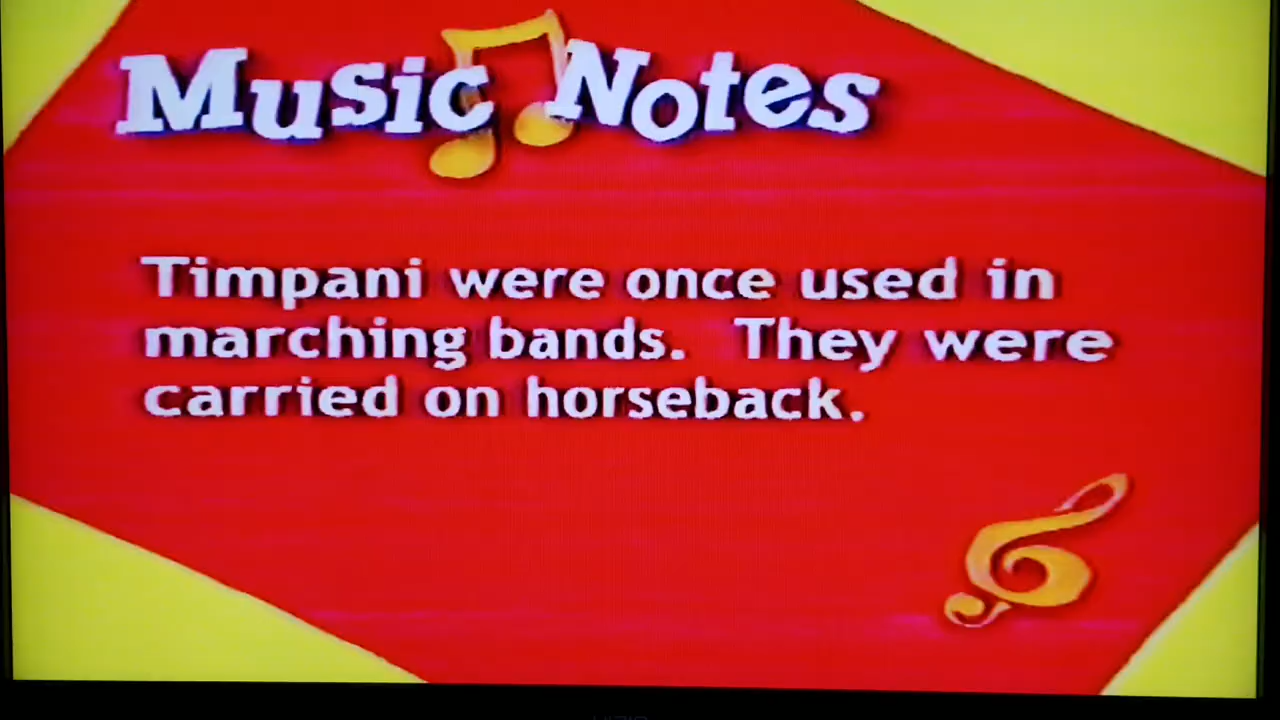 Music Notes
Timpani were once used in
marching bands. They were
carried on horseback.